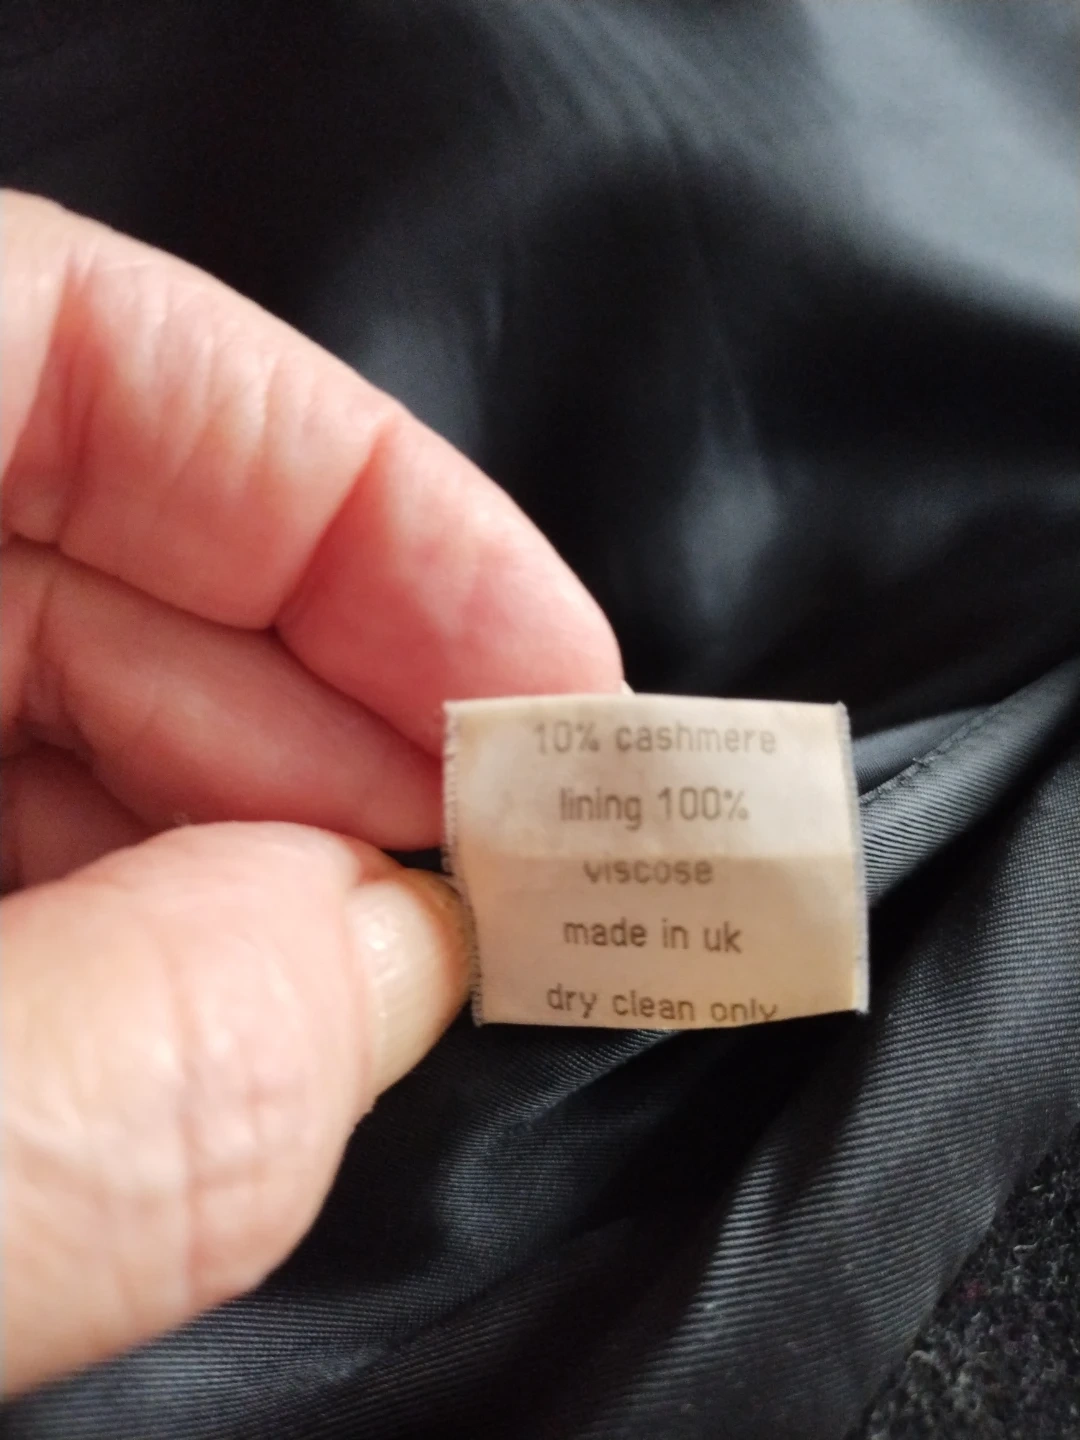 10% cashmere
lining 100%
viscose
made in uk
dry clean only